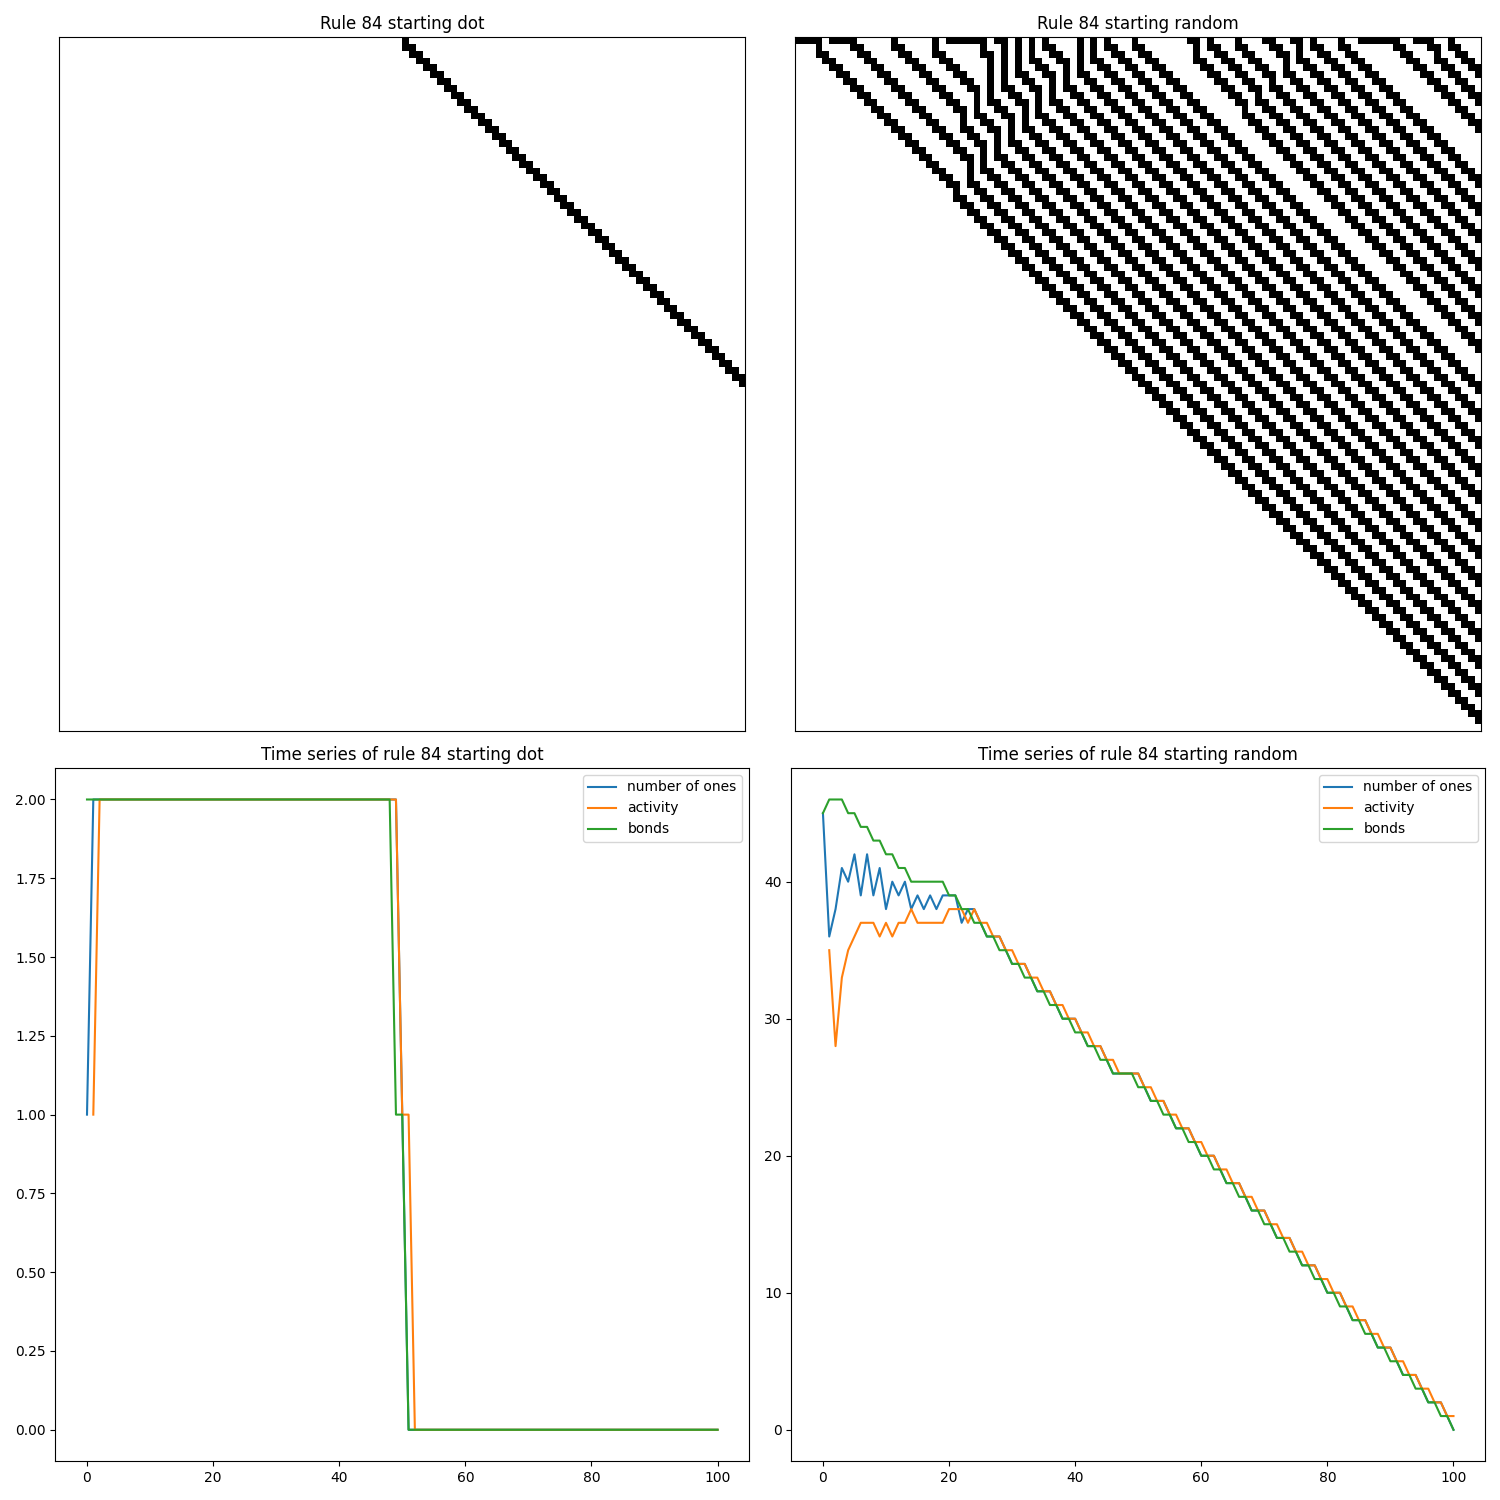 Rule 84 starting dot
Rule 84 starting random
Time series of rule 84 starting dot
number of ones
activity
bonds
2.00
1.75
1.50
1.25
1.00
0.75
0.50
0.25
0.00
0 20 40 60 80 100
Time series of rule 84 starting random
number of ones
activity
bonds
40
30
20
10
0
0 20 40 60 80 100